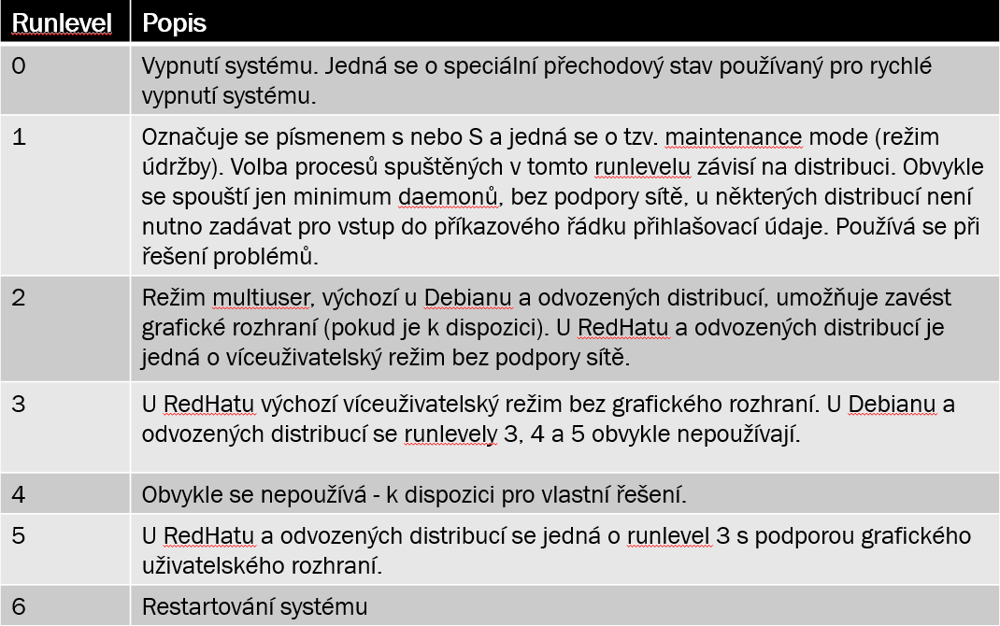 Runlevel Popis
0 Vypnutí systému. Jedná se o speciální přechodový stav používaný pro rychlé
vypnutí systému.
1 Označuje se písmenem s nebo S a jedná se o tzv. maintenance mode (režim
údržby). Volba procesů spuštěných v tomto runlevelu závisí na distribuci. Obvykle
se spouští jen minimum daemonů, bez podpory sítě, u některých distribucí není
nutno zadávat pro vstup do příkazového řádku přihlašovací údaje. Používá se při
řešení problémů.
2 Režim multiuser, výchozí u Debianu a odvozených distribucí, umožňuje zavést
grafické rozhraní (pokud je k dispozici). U RedHatu a odvozených distribucí je
jedná o víceuživatelský režim bez podpory sítě.
3 U RedHatu výchozí víceuživatelský režim bez grafického rozhraní. U Debianu a
odvozených distribucí se runlevely 3, 4 a 5 obvykle nepoužívají.
4 Obvykle se nepoužívá - k dispozici pro vlastní řešení.
5 U RedHatu a odvozených distribucí se jedná o runlevel 3 s podporou grafického
uživatelského rozhraní.
6 Restartování systému